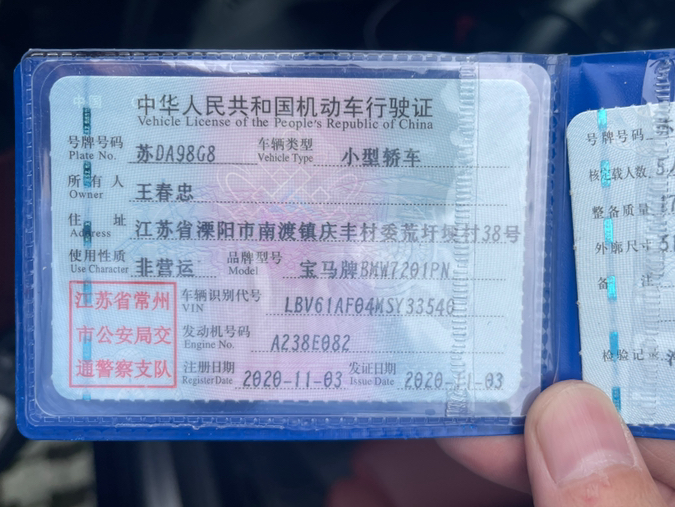 中华人民共和国机动车行驶证
Vehicle License of the People's Republic of China
号牌号码 苏DA98G8 车辆类型 小型轿车
Plate No. Vehicle Type
所有人 王春忠
Owner
住址 江苏省溧阳市南渡镇庆丰村委荒圩埂村38号
Address
使用性质 非营运 品牌型号 宝马牌BMW7201PN
Use Character Model
江苏省常州
市公安局交
通警察支队
车辆识别代号 LBV61AF04MSY33540
VIN
发动机号码 A238E082
Engine No.
注册日期 2020-11-03 发证日期 2020-11-03
Register Date Issue Date
号牌号码
核定载人数
整备质量
外廓尺寸
备注
检验记录